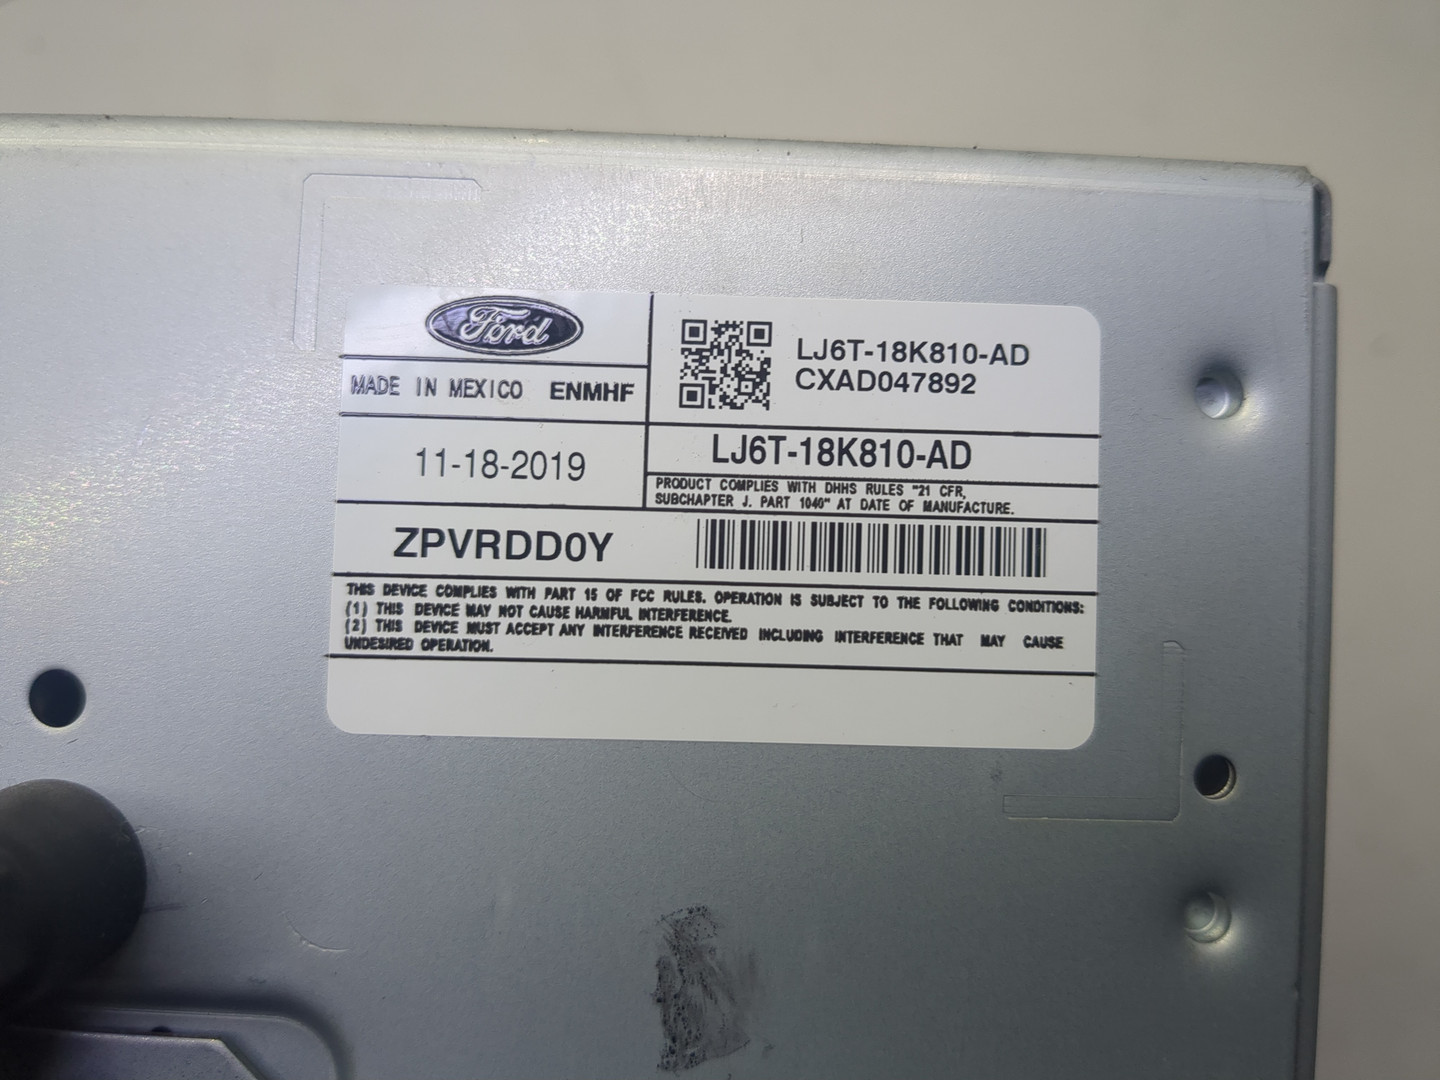 Ford
MADE IN MEXICO ENMHF
LJ6T-18K810-AD
CXAD047892
11-18-2019
LJ6T-18K810-AD
PRODUCT COMPLIES WITH DHHS RULES "21 CFR,
SUBCHAPTER J. PART 1040" AT DATE OF MANUFACTURE.
ZPVRDD0Y
THIS DEVICE COMPLIES WITH PART 15 OF FCC RULES. OPERATION IS SUBJECT TO THE FOLLOWING CONDITIONS:
(1) THIS DEVICE MAY NOT CAUSE HARMFUL INTERFERENCE.
(2) THIS DEVICE MUST ACCEPT ANY INTERFERENCE RECEIVED INCLUDING INTERFERENCE THAT MAY CAUSE
UNDESIRED OPERATION.